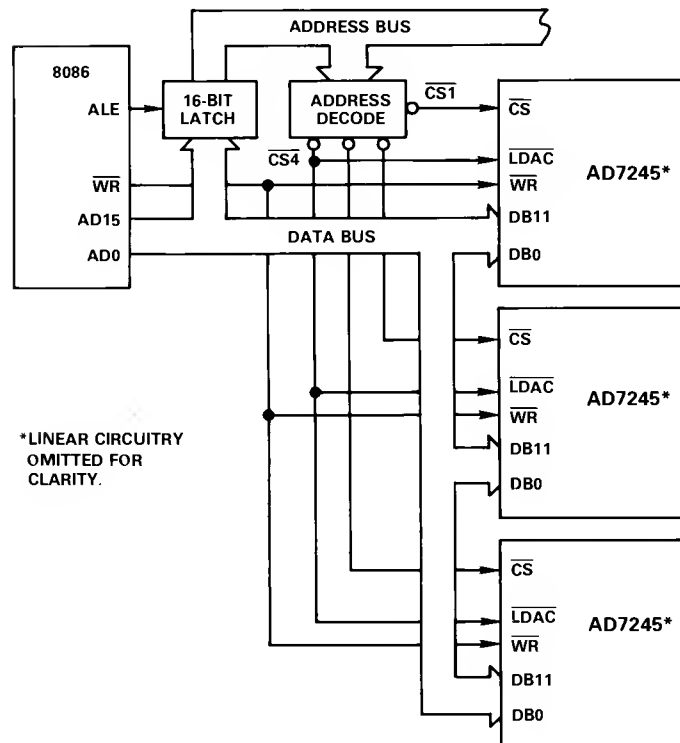 ADDRESS BUS
8086
ALE
WR
AD15
AD0
16-BIT
LATCH
ADDRESS
DECODE
CS1
CS4
DATA BUS
CS
LDAC
WR
DB11
DB0
AD7245*
CS
LDAC
WR
DB11
DB0
AD7245*
CS
LDAC
WR
DB11
DB0
AD7245*
*LINEAR CIRCUITRY
OMITTED FOR
CLARITY.